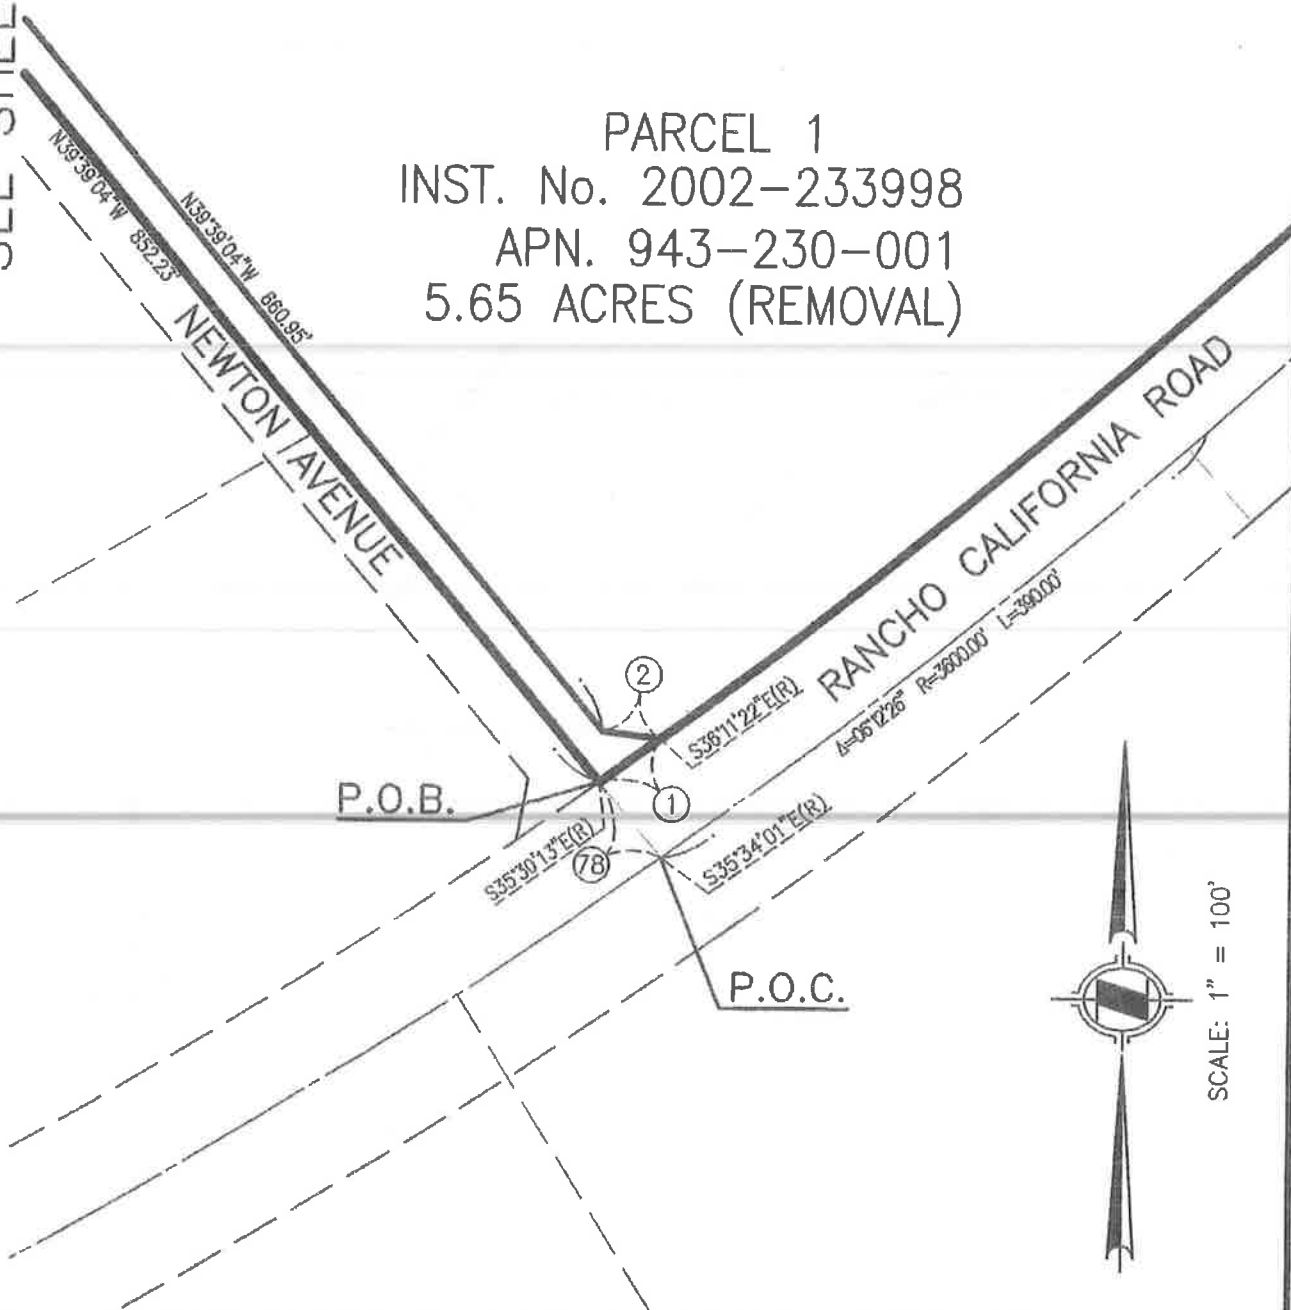 PARCEL 1
INST. No. 2002-233998
APN. 943-230-001
5.65 ACRES (REMOVAL)
N39°39'04"W 852.23'
N39°39'04"W 660.95'
NEWTON AVENUE
RANCHO CALIFORNIA ROAD
Δ=06°12'26" R=3600.00' L=390.00'
2
S36°11'22"E(R)
P.O.B.
1
S35°30'13"E(R)
78
S35°34'01"E(R)
P.O.C.
SCALE: 1" = 100'